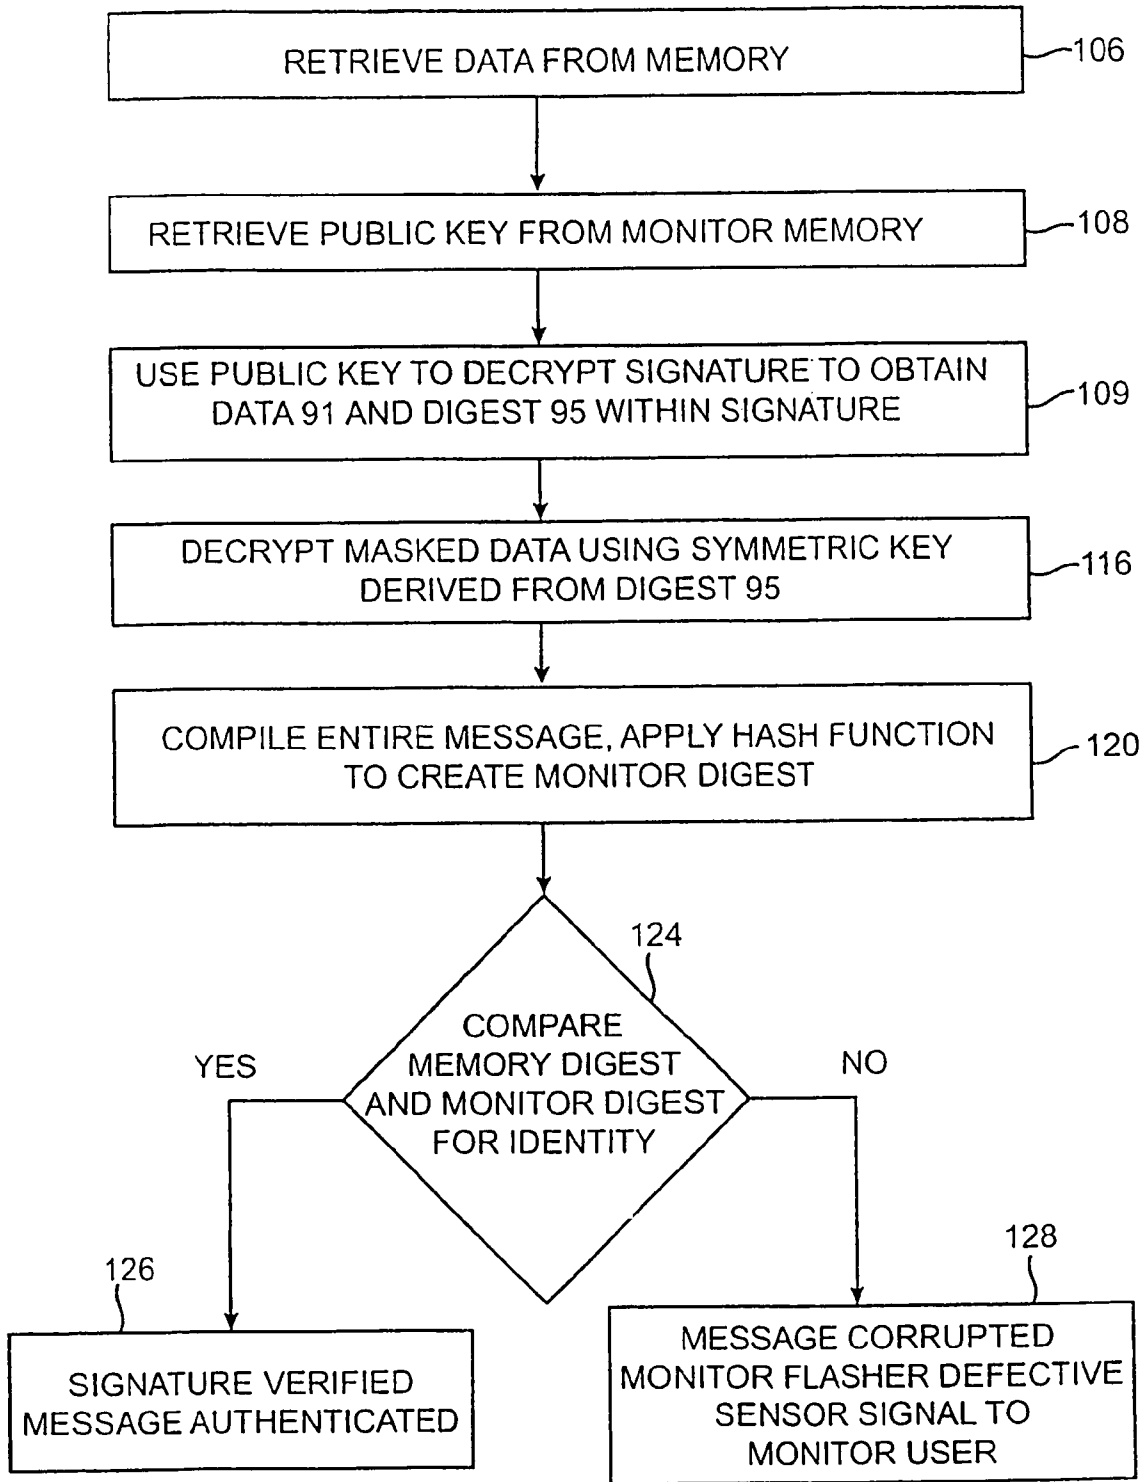 RETRIEVE DATA FROM MEMORY
106
RETRIEVE PUBLIC KEY FROM MONITOR MEMORY
108
USE PUBLIC KEY TO DECRYPT SIGNATURE TO OBTAIN
DATA 91 AND DIGEST 95 WITHIN SIGNATURE
109
DECRYPT MASKED DATA USING SYMMETRIC KEY
DERIVED FROM DIGEST 95
116
COMPILE ENTIRE MESSAGE, APPLY HASH FUNCTION
TO CREATE MONITOR DIGEST
120
124
COMPARE
MEMORY DIGEST
AND MONITOR DIGEST
FOR IDENTITY
YES
NO
126
SIGNATURE VERIFIED
MESSAGE AUTHENTICATED
128
MESSAGE CORRUPTED
MONITOR FLASHER DEFECTIVE
SENSOR SIGNAL TO
MONITOR USER